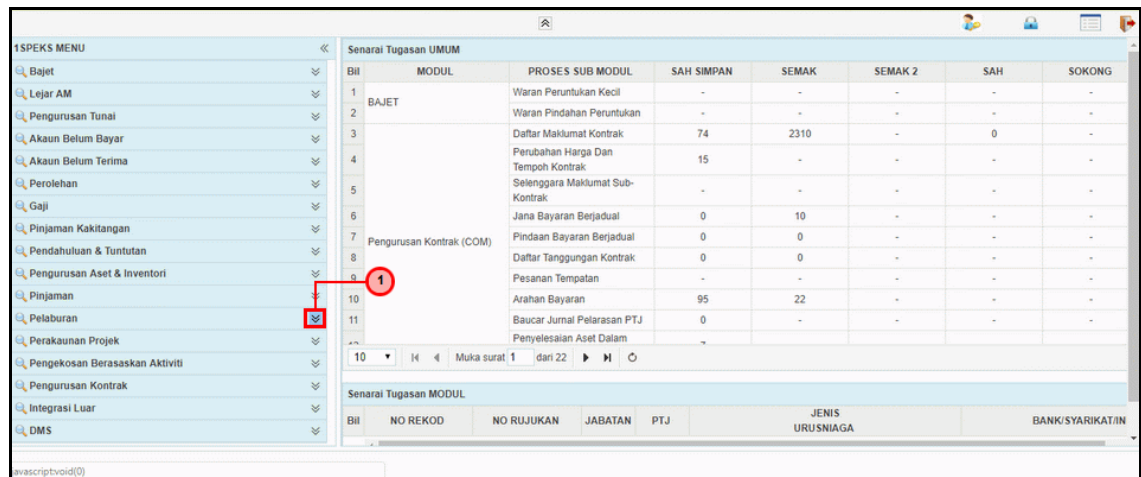 1SPEKS MENU
Bajet
Lejar AM
Pengurusan Tunai
Akaun Belum Bayar
Akaun Belum Terima
Perolehan
Gaji
Pinjaman Kakitangan
Pendahuluan & Tuntutan
Pengurusan Aset & Inventori
Pinjaman
Pelaburan
Perakaunan Projek
Pengekosan Berasaskan Aktiviti
Pengurusan Kontrak
Integrasi Luar
DMS
1
Senarai Tugasan UMUM
Bil MODUL PROSES SUB MODUL SAH SIMPAN SEMAK SEMAK 2 SAH SOKONG
1 BAJET Waran Peruntukan Kecil - - - - -
2 Waran Pindahan Peruntukan - - - - -
3 Pengurusan Kontrak (COM) Daftar Maklumat Kontrak 74 2310 - 0 -
4 Perubahan Harga Dan
Tempoh Kontrak 15 - - - -
5 Selenggara Maklumat Sub-
Kontrak - - - - -
6 Jana Bayaran Berjadual 0 10 - - -
7 Pindaan Bayaran Berjadual 0 0 - - -
8 Daftar Tanggungan Kontrak 0 0 - - -
9 Pesanan Tempatan - - - - -
10 Arahan Bayaran 95 22 - - -
11 Baucar Jurnal Pelarasan PTJ 0 - - - -
Penyelesaian Aset Dalam
10 Muka surat 1 dari 22
Senarai Tugasan MODUL
Bil NO REKOD NO RUJUKAN JABATAN PTJ JENIS
URUSNIAGA BANK/SYARIKAT/IN
avascript:void(0)